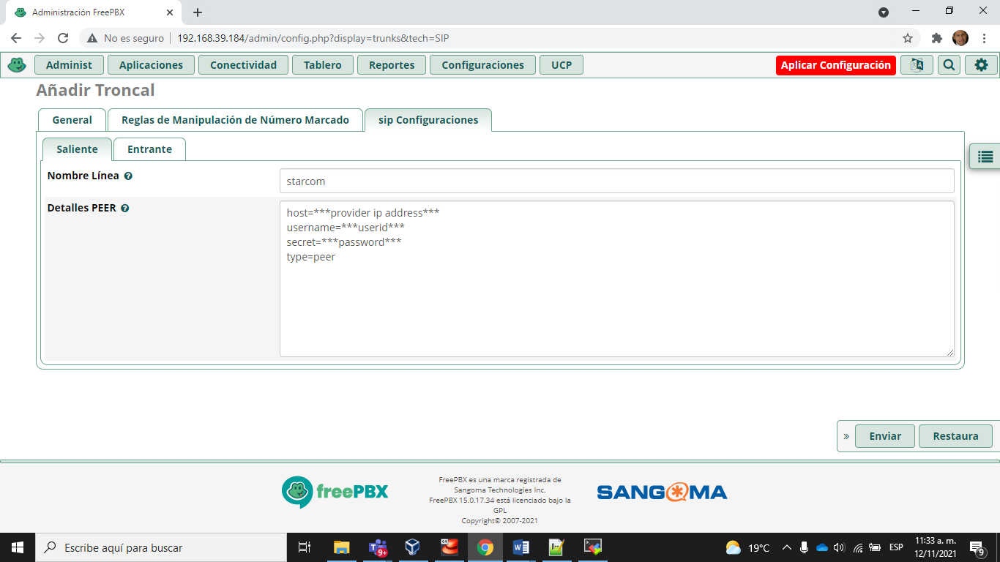 Administración FreePBX
No es seguro 192.168.39.184/admin/config.php?display=trunks&tech=SIP
Administ Aplicaciones Conectividad Tablero Reportes Configuraciones UCP Aplicar Configuración
Añadir Troncal
General Reglas de Manipulación de Número Marcado sip Configuraciones
Saliente Entrante
Nombre Línea starcom
Detalles PEER
host=***provider ip address***
username=***userid***
secret=***password***
type=peer
» Enviar Restaura
freePBX
FreePBX es una marca registrada de
Sangoma Technologies Inc.
FreePBX 15.0.17.34 está licenciado bajo la
GPL
Copyright© 2007-2021
SANGOMA
Escribe aquí para buscar
9+
64
19°C
ESP
11:33 a. m.
12/11/2021
9